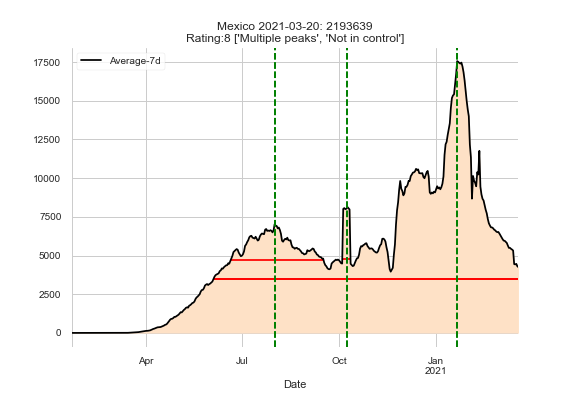 Mexico 2021-03-20: 2193639
Rating:8 ['Multiple peaks', 'Not in control']
Average-7d
17500
15000
12500
10000
7500
5000
2500
0
Apr
Jul
Oct
Jan
2021
Date